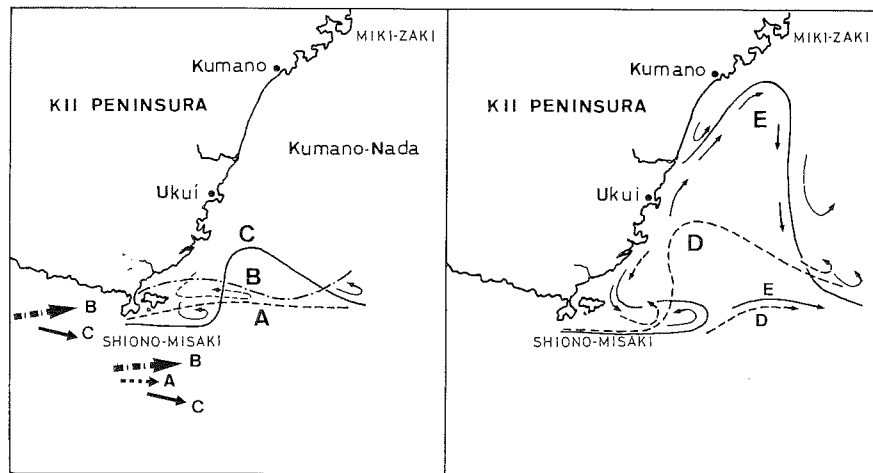 MIKI-ZAKI
Kumano
KII PENINSURA
Kumano-Nada
Ukui
C
B
A
B
C
SHIONO-MISAKI
B
A
C
MIKI-ZAKI
Kumano
KII PENINSURA
E
Ukui
D
E
D
SHIONO-MISAKI